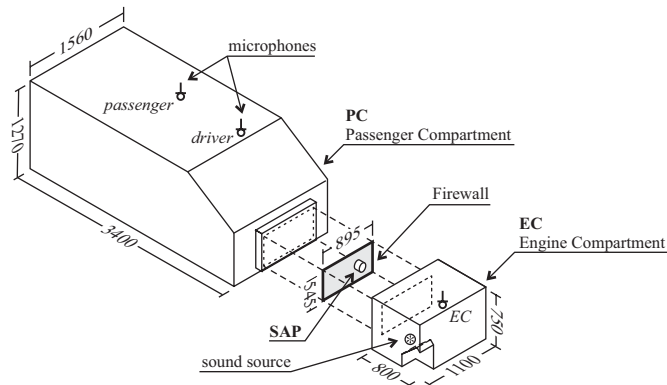 1560
microphones
passenger
driver
1270
PC
Passenger Compartment
3400
Firewall
895
EC
Engine Compartment
545
SAP
EC
750
sound source
800
1100